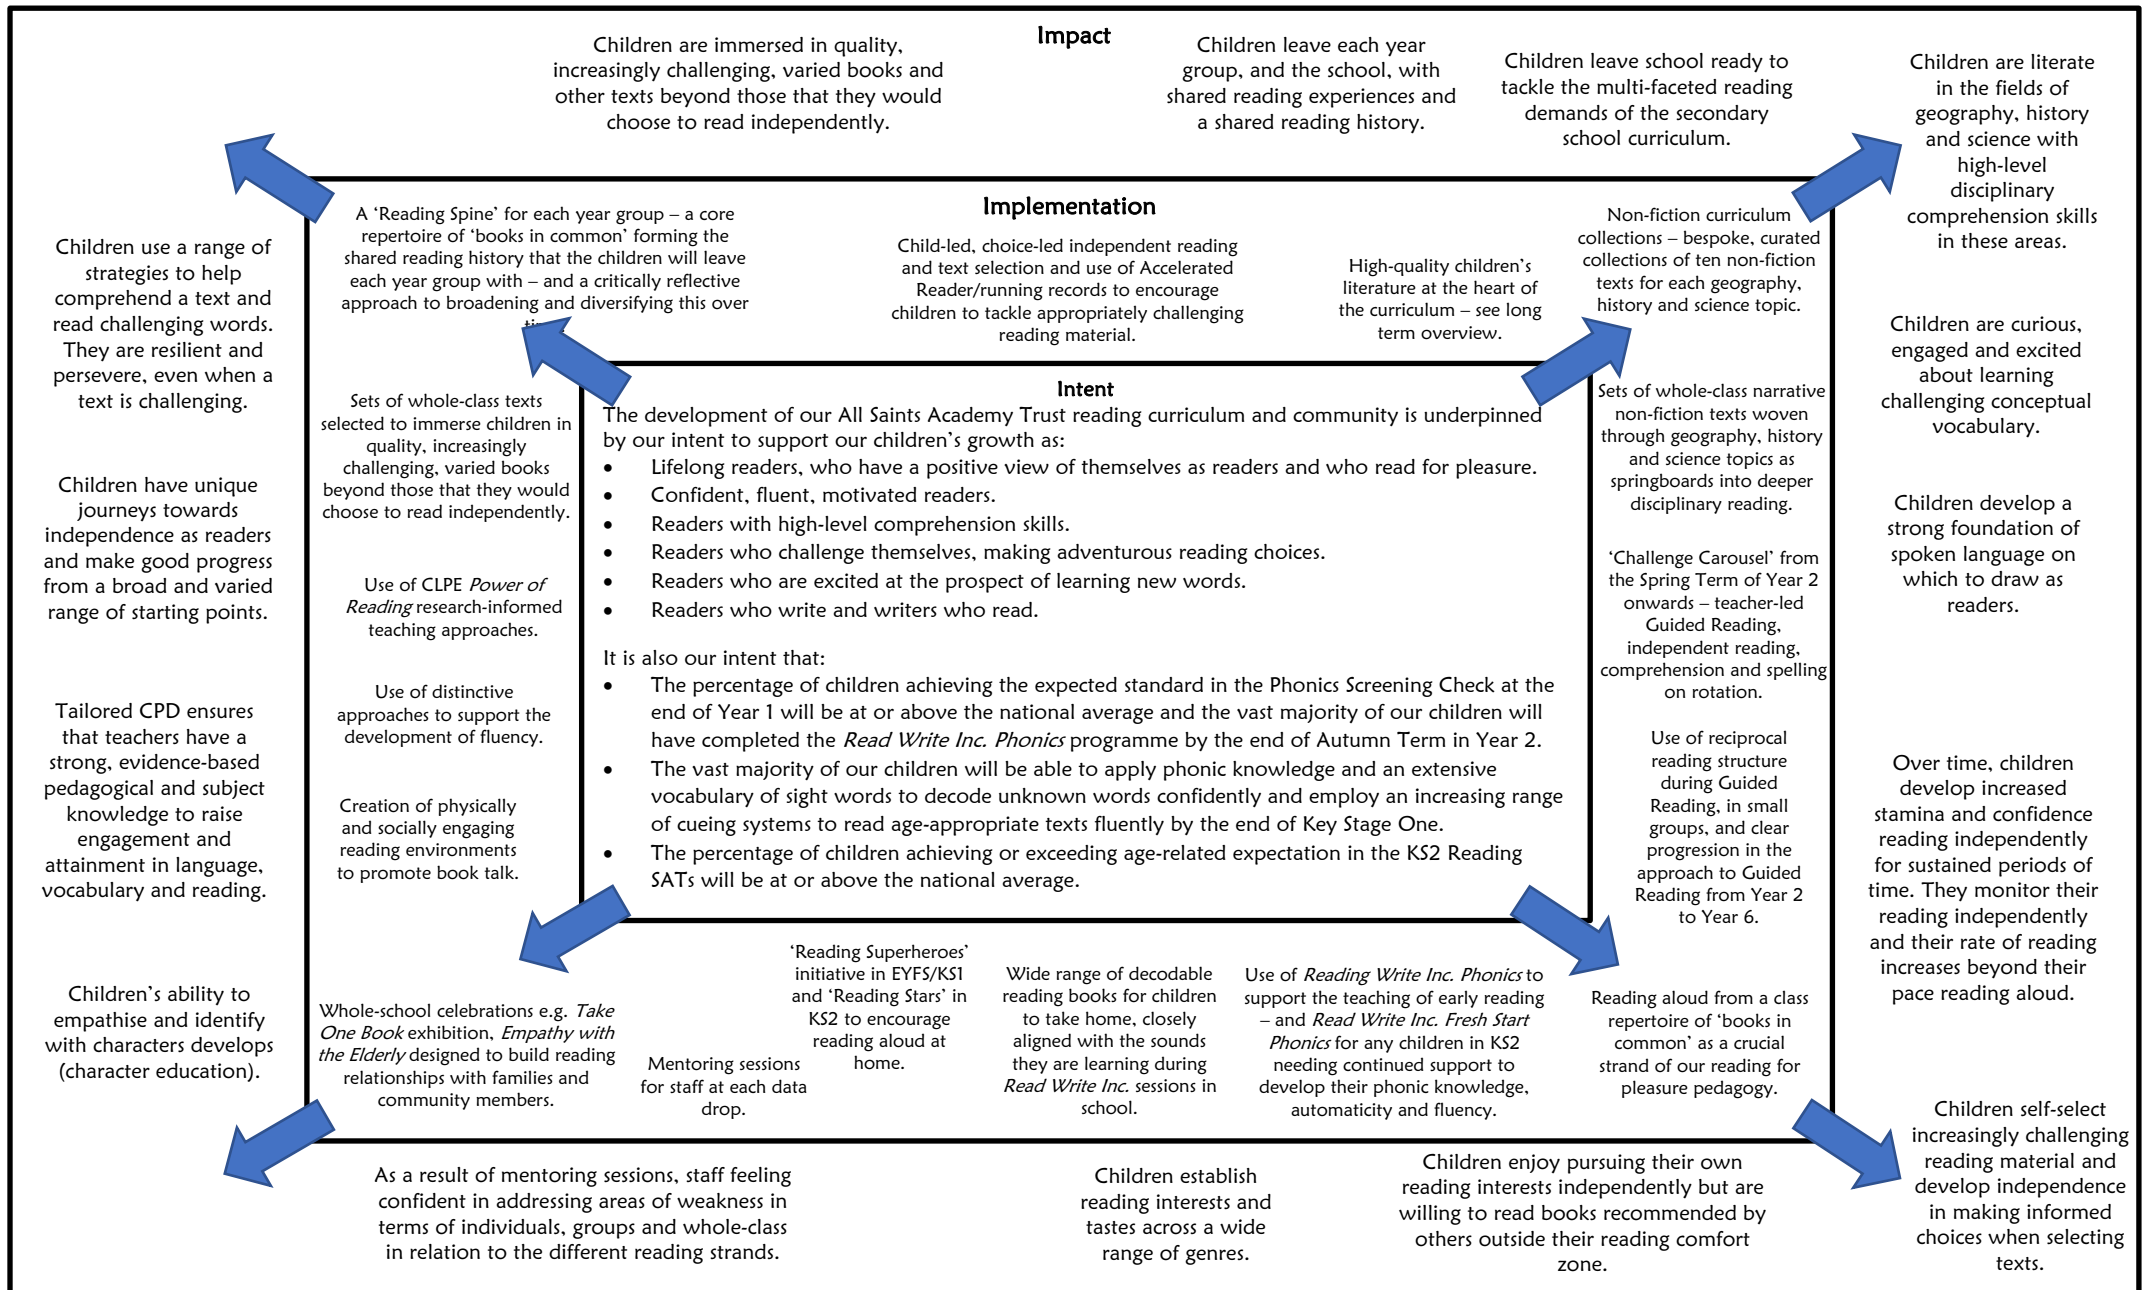 Impact
Children are immersed in quality,
increasingly challenging, varied books and
other texts beyond those that they would
choose to read independently.
Children leave each year
group, and the school, with
shared reading experiences and
a shared reading history.
Children leave school ready to
tackle the multi-faceted reading
demands of the secondary
school curriculum.
Children are literate
in the fields of
geography, history
and science with
high-level
disciplinary
comprehension skills
in these areas.
Children use a range of
strategies to help
comprehend a text and
read challenging words.
They are resilient and
persevere, even when a
text is challenging.
Children have unique
journeys towards
independence as readers
and make good progress
from a broad and varied
range of starting points.
Tailored CPD ensures
that teachers have a
strong, evidence-based
pedagogical and subject
knowledge to raise
engagement and
attainment in language,
vocabulary and reading.
Children's ability to
empathise and identify
with characters develops
(character education).
Implementation
A 'Reading Spine' for each year group – a core
repertoire of 'books in common' forming the
shared reading history that the children will leave
each year group with – and a critically reflective
approach to broadening and diversifying this over
Child-led, choice-led independent reading
and text selection and use of Accelerated
Reader/running records to encourage
children to tackle appropriately challenging
reading material.
High-quality children's
literature at the heart of
the curriculum – see long
term overview.
Non-fiction curriculum
collections – bespoke, curated
collections of ten non-fiction
texts for each geography,
history and science topic.
Sets of whole-class texts
selected to immerse children in
quality, increasingly
challenging, varied books
beyond those that they would
choose to read independently.
Use of CLPE Power of
Reading research-informed
teaching approaches.
Use of distinctive
approaches to support the
development of fluency.
Creation of physically
and socially engaging
reading environments
to promote book talk.
Intent
The development of our All Saints Academy Trust reading curriculum and community is underpinned
by our intent to support our children's growth as:
• Lifelong readers, who have a positive view of themselves as readers and who read for pleasure.
• Confident, fluent, motivated readers.
• Readers with high-level comprehension skills.
• Readers who challenge themselves, making adventurous reading choices.
• Readers who are excited at the prospect of learning new words.
• Readers who write and writers who read.
It is also our intent that:
• The percentage of children achieving the expected standard in the Phonics Screening Check at the
end of Year 1 will be at or above the national average and the vast majority of our children will
have completed the Read Write Inc. Phonics programme by the end of Autumn Term in Year 2.
• The vast majority of our children will be able to apply phonic knowledge and an extensive
vocabulary of sight words to decode unknown words confidently and employ an increasing range
of cueing systems to read age-appropriate texts fluently by the end of Key Stage One.
• The percentage of children achieving or exceeding age-related expectation in the KS2 Reading
SATs will be at or above the national average.
Sets of whole-class narrative
non-fiction texts woven
through geography, history
and science topics as
springboards into deeper
disciplinary reading.
'Challenge Carousel' from
the Spring Term of Year 2
onwards – teacher-led
Guided Reading,
independent reading,
comprehension and spelling
on rotation.
Use of reciprocal
reading structure
during Guided
Reading, in small
groups, and clear
progression in the
approach to Guided
Reading from Year 2
to Year 6.
Whole-school celebrations e.g. Take
One Book exhibition, Empathy with
the Elderly designed to build reading
relationships with families and
community members.
Mentoring sessions
for staff at each data
drop.
'Reading Superheroes'
initiative in EYFS/KS1
and 'Reading Stars' in
KS2 to encourage
reading aloud at
home.
Wide range of decodable
reading books for children
to take home, closely
aligned with the sounds
they are learning during
Read Write Inc. sessions in
school.
Use of Reading Write Inc. Phonics to
support the teaching of early reading
– and Read Write Inc. Fresh Start
Phonics for any children in KS2
needing continued support to
develop their phonic knowledge,
automaticity and fluency.
Reading aloud from a class
repertoire of 'books in
common' as a crucial
strand of our reading for
pleasure pedagogy.
Children are curious,
engaged and excited
about learning
challenging conceptual
vocabulary.
Children develop a
strong foundation of
spoken language on
which to draw as
readers.
Over time, children
develop increased
stamina and confidence
reading independently
for sustained periods of
time. They monitor their
reading independently
and their rate of reading
increases beyond their
pace reading aloud.
Children self-select
increasingly challenging
reading material and
develop independence
in making informed
choices when selecting
texts.
As a result of mentoring sessions, staff feeling
confident in addressing areas of weakness in
terms of individuals, groups and whole-class
in relation to the different reading strands.
Children establish
reading interests and
tastes across a wide
range of genres.
Children enjoy pursuing their own
reading interests independently but are
willing to read books recommended by
others outside their reading comfort
zone.